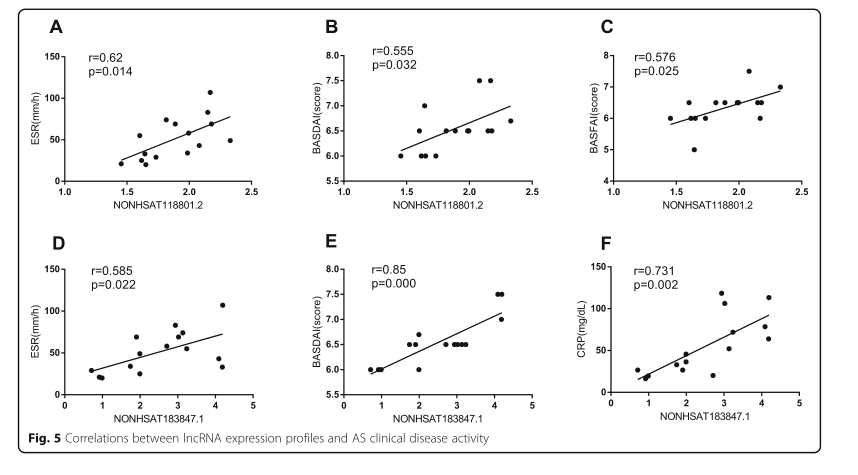 A
r=0.62
p=0.014
ESR(mm/h)
150
100
50
0
1.0 1.5 2.0 2.5
NONHSAT118801.2
B
r=0.555
p=0.032
BASDAI(score)
8.0
7.5
7.0
6.5
6.0
5.5
1.0 1.5 2.0 2.5
NONHSAT118801.2
C
r=0.576
p=0.025
BASFAI(score)
8
7
6
5
4
1.0 1.5 2.0 2.5
NONHSAT118801.2
D
r=0.585
p=0.022
ESR(mm/h)
150
100
50
0
0 1 2 3 4 5
NONHSAT183847.1
E
r=0.85
p=0.000
BASDAI(score)
8.0
7.5
7.0
6.5
6.0
5.5
0 1 2 3 4 5
NONHSAT183847.1
F
r=0.731
p=0.002
CRP(mg/dL)
150
100
50
0
0 1 2 3 4 5
NONHSAT183847.1
Fig. 5 Correlations between lncRNA expression profiles and AS clinical disease activity